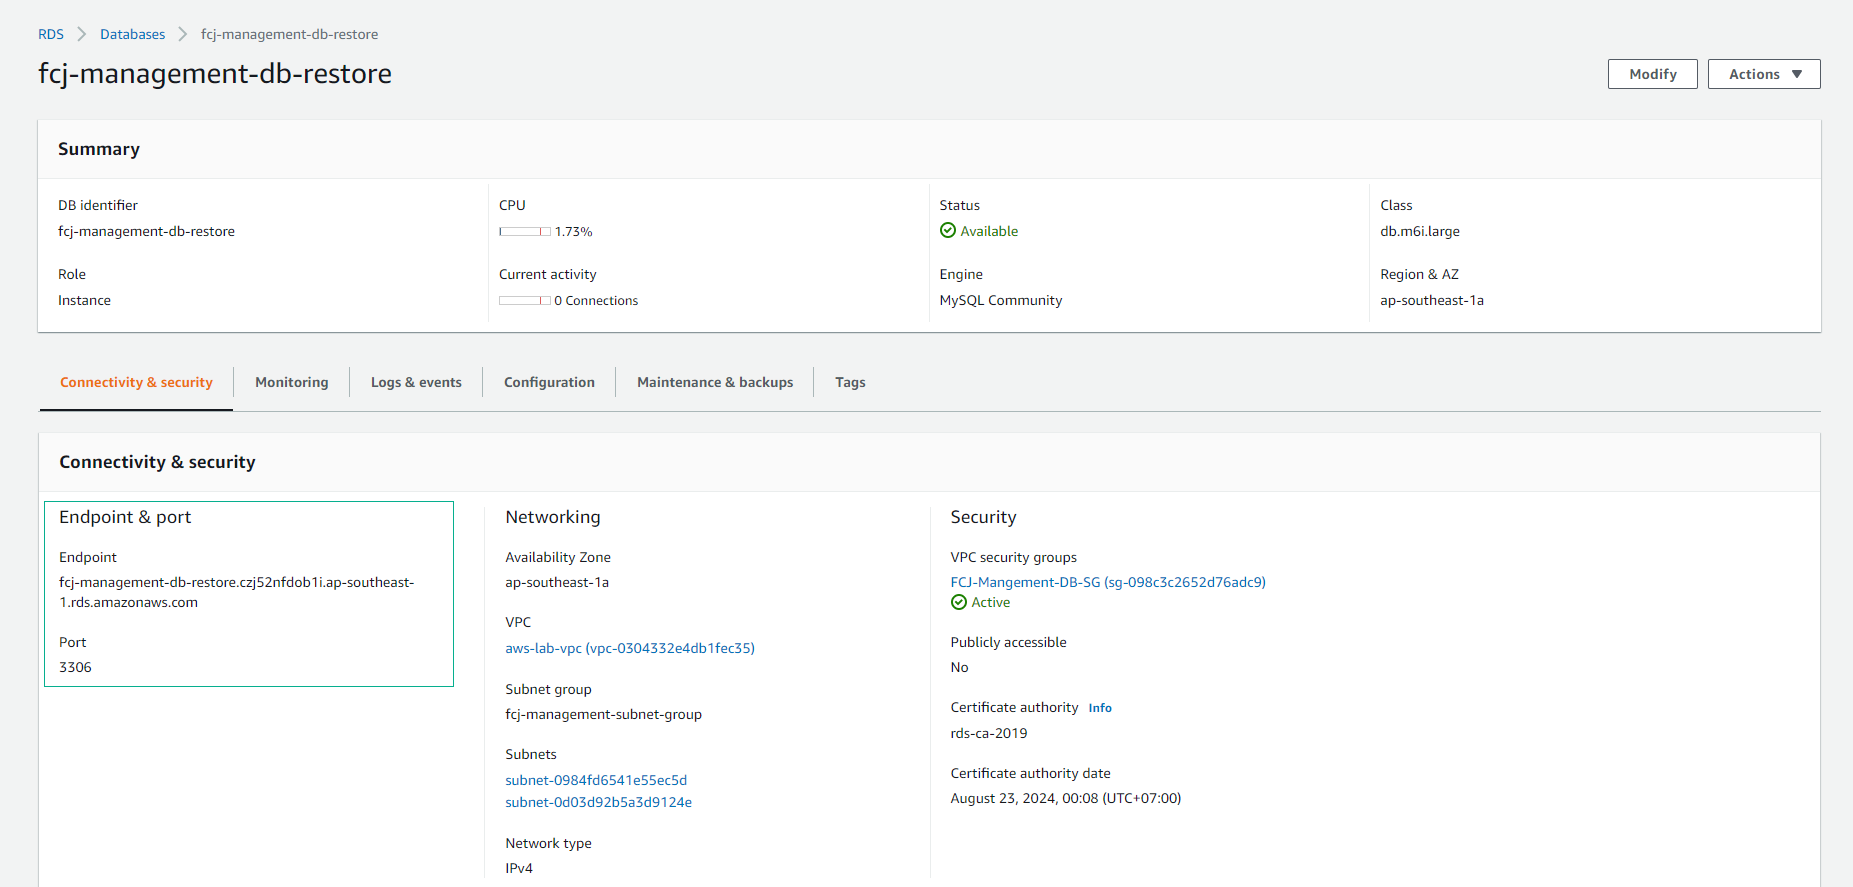 RDS > Databases > fcj-management-db-restore
fcj-management-db-restore
Modify
Actions
Summary
DB identifier
fcj-management-db-restore
CPU
1.73%
Status
Available
Class
db.m6i.large
Role
Instance
Current activity
0 Connections
Engine
MySQL Community
Region & AZ
ap-southeast-1a
Connectivity & security
Monitoring
Logs & events
Configuration
Maintenance & backups
Tags
Connectivity & security
Endpoint & port
Endpoint
fcj-management-db-restore.czj52nfdob1i.ap-southeast-
1.rds.amazonaws.com
Port
3306
Networking
Availability Zone
ap-southeast-1a
VPC
aws-lab-vpc (vpc-0304332e4db1fec35)
Subnet group
fcj-management-subnet-group
Subnets
subnet-0984fd6541e55ec5d
subnet-0d03d92b5a3d9124e
Network type
IPv4
Security
VPC security groups
FCJ-Mangement-DB-SG (sg-098c3c2652d76adc9)
Active
Publicly accessible
No
Certificate authority Info
rds-ca-2019
Certificate authority date
August 23, 2024, 00:08 (UTC+07:00)